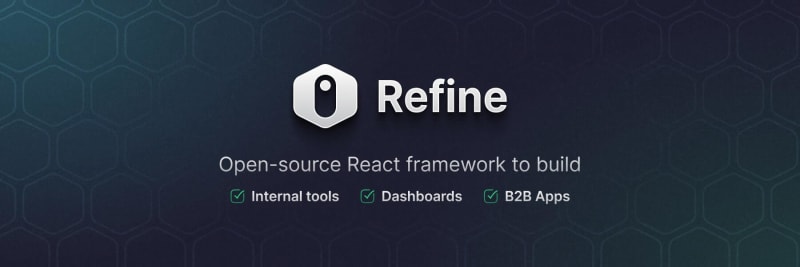 Refine
Open-source React framework to build
Internal tools Dashboards B2B Apps